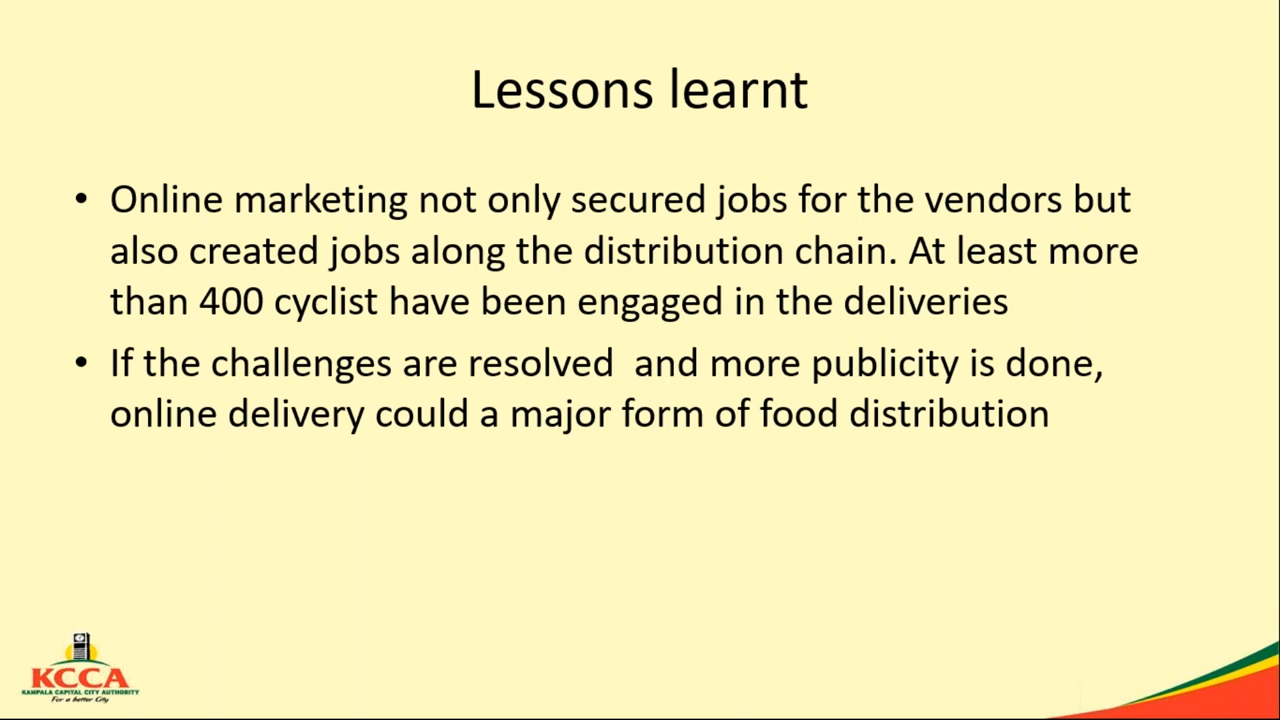 Lessons learnt
• Online marketing not only secured jobs for the vendors but
also created jobs along the distribution chain. At least more
than 400 cyclist have been engaged in the deliveries
• If the challenges are resolved  and more publicity is done,
online delivery could a major form of food distribution
KCCA
KAMPALA CAPITAL CITY AUTHORITY
For a better City